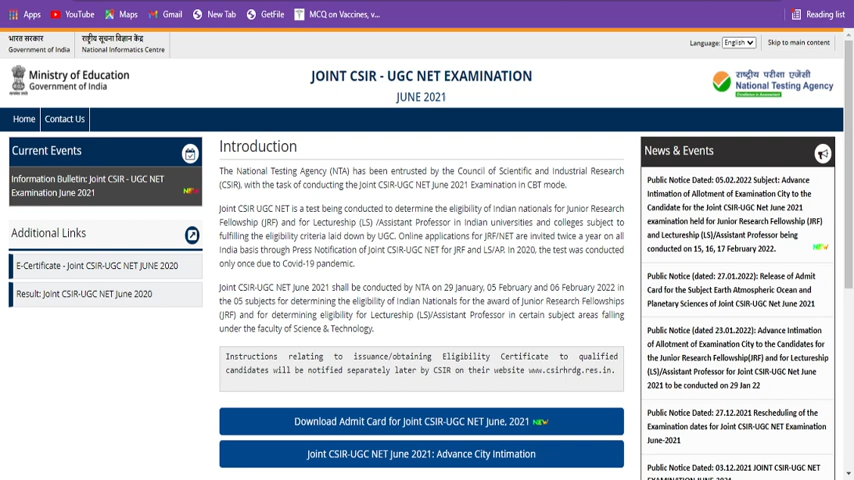 Apps
YouTube
Maps
Gmail
New Tab
GetFile
MCQ on Vaccines, v...
Reading list
भारत सरकार
Government of India
राष्ट्रीय सूचना विज्ञान केंद्र
National Informatics Centre
Language: English
Skip to main content
Ministry of Education
Government of India
JOINT CSIR - UGC NET EXAMINATION
JUNE 2021
राष्ट्रीय परीक्षा एजेंसी
National Testing Agency
Excellence in Assessment
Home
Contact Us
Current Events
Information Bulletin: Joint CSIR - UGC NET
Examination June 2021
NEW
Additional Links
E-Certificate - Joint CSIR-UGC NET JUNE 2020
Result: Joint CSIR-UGC NET June 2020
Introduction
The National Testing Agency (NTA) has been entrusted by the Council of Scientific and Industrial Research
(CSIR), with the task of conducting the Joint CSIR-UGC NET June 2021 Examination in CBT mode.
Joint CSIR UGC NET is a test being conducted to determine the eligibility of Indian nationals for Junior Research
Fellowship (JRF) and for Lectureship (LS) /Assistant Professor in Indian universities and colleges subject to
fulfilling the eligibility criteria laid down by UGC. Online applications for JRF/NET are invited twice a year on all
India basis through Press Notification of Joint CSIR-UGC NET for JRF and LS/AP. In 2020, the test was conducted
only once due to Covid-19 pandemic.
Joint CSIR-UGC NET June 2021 shall be conducted by NTA on 29 January, 05 February and 06 February 2022 in
the 05 subjects for determining the eligibility of Indian Nationals for the award of Junior Research Fellowships
(JRF) and for determining eligibility for Lectureship (LS)/Assistant Professor in certain subject areas falling
under the faculty of Science & Technology.
Instructions relating to issuance/obtaining Eligibility Certificate to qualified
candidates will be notified separately later by CSIR on their website www.csirhrdg.res.in.
Download Admit Card for Joint CSIR-UGC NET June, 2021 NEW
Joint CSIR-UGC NET June 2021: Advance City Intimation
News & Events
Public Notice Dated: 05.02.2022 Subject: Advance
Intimation of Allotment of Examination City to the
Candidate for the Joint CSIR-UGC NET June 2021
examination held for Junior Research Fellowship (JRF)
and Lectureship (LS)/Assistant Professor being
conducted on 15, 16, 17 February 2022.
NEW
Public Notice (dated: 27.01.2022): Release of Admit
Card for the Subject Earth Atmospheric Ocean and
Planetary Sciences of Joint CSIR-UGC NET June 2021
Public Notice (dated 23.01.2022): Advance Intimation
of Allotment of Examination City to the Candidates for
the Junior Research Fellowship(JRF) and for Lectureship
(LS)/Assistant Professor for Joint CSIR-UGC NET June
2021 to be conducted on 29 Jan 22
Public Notice Dated: 27.12.2021 Rescheduling of the
Examination dates for Joint CSIR-UGC NET Examination
June-2021
Public Notice Dated: 03.12.2021 JOINT CSIR-UGC NET
EXAMINATION JUNE 2021